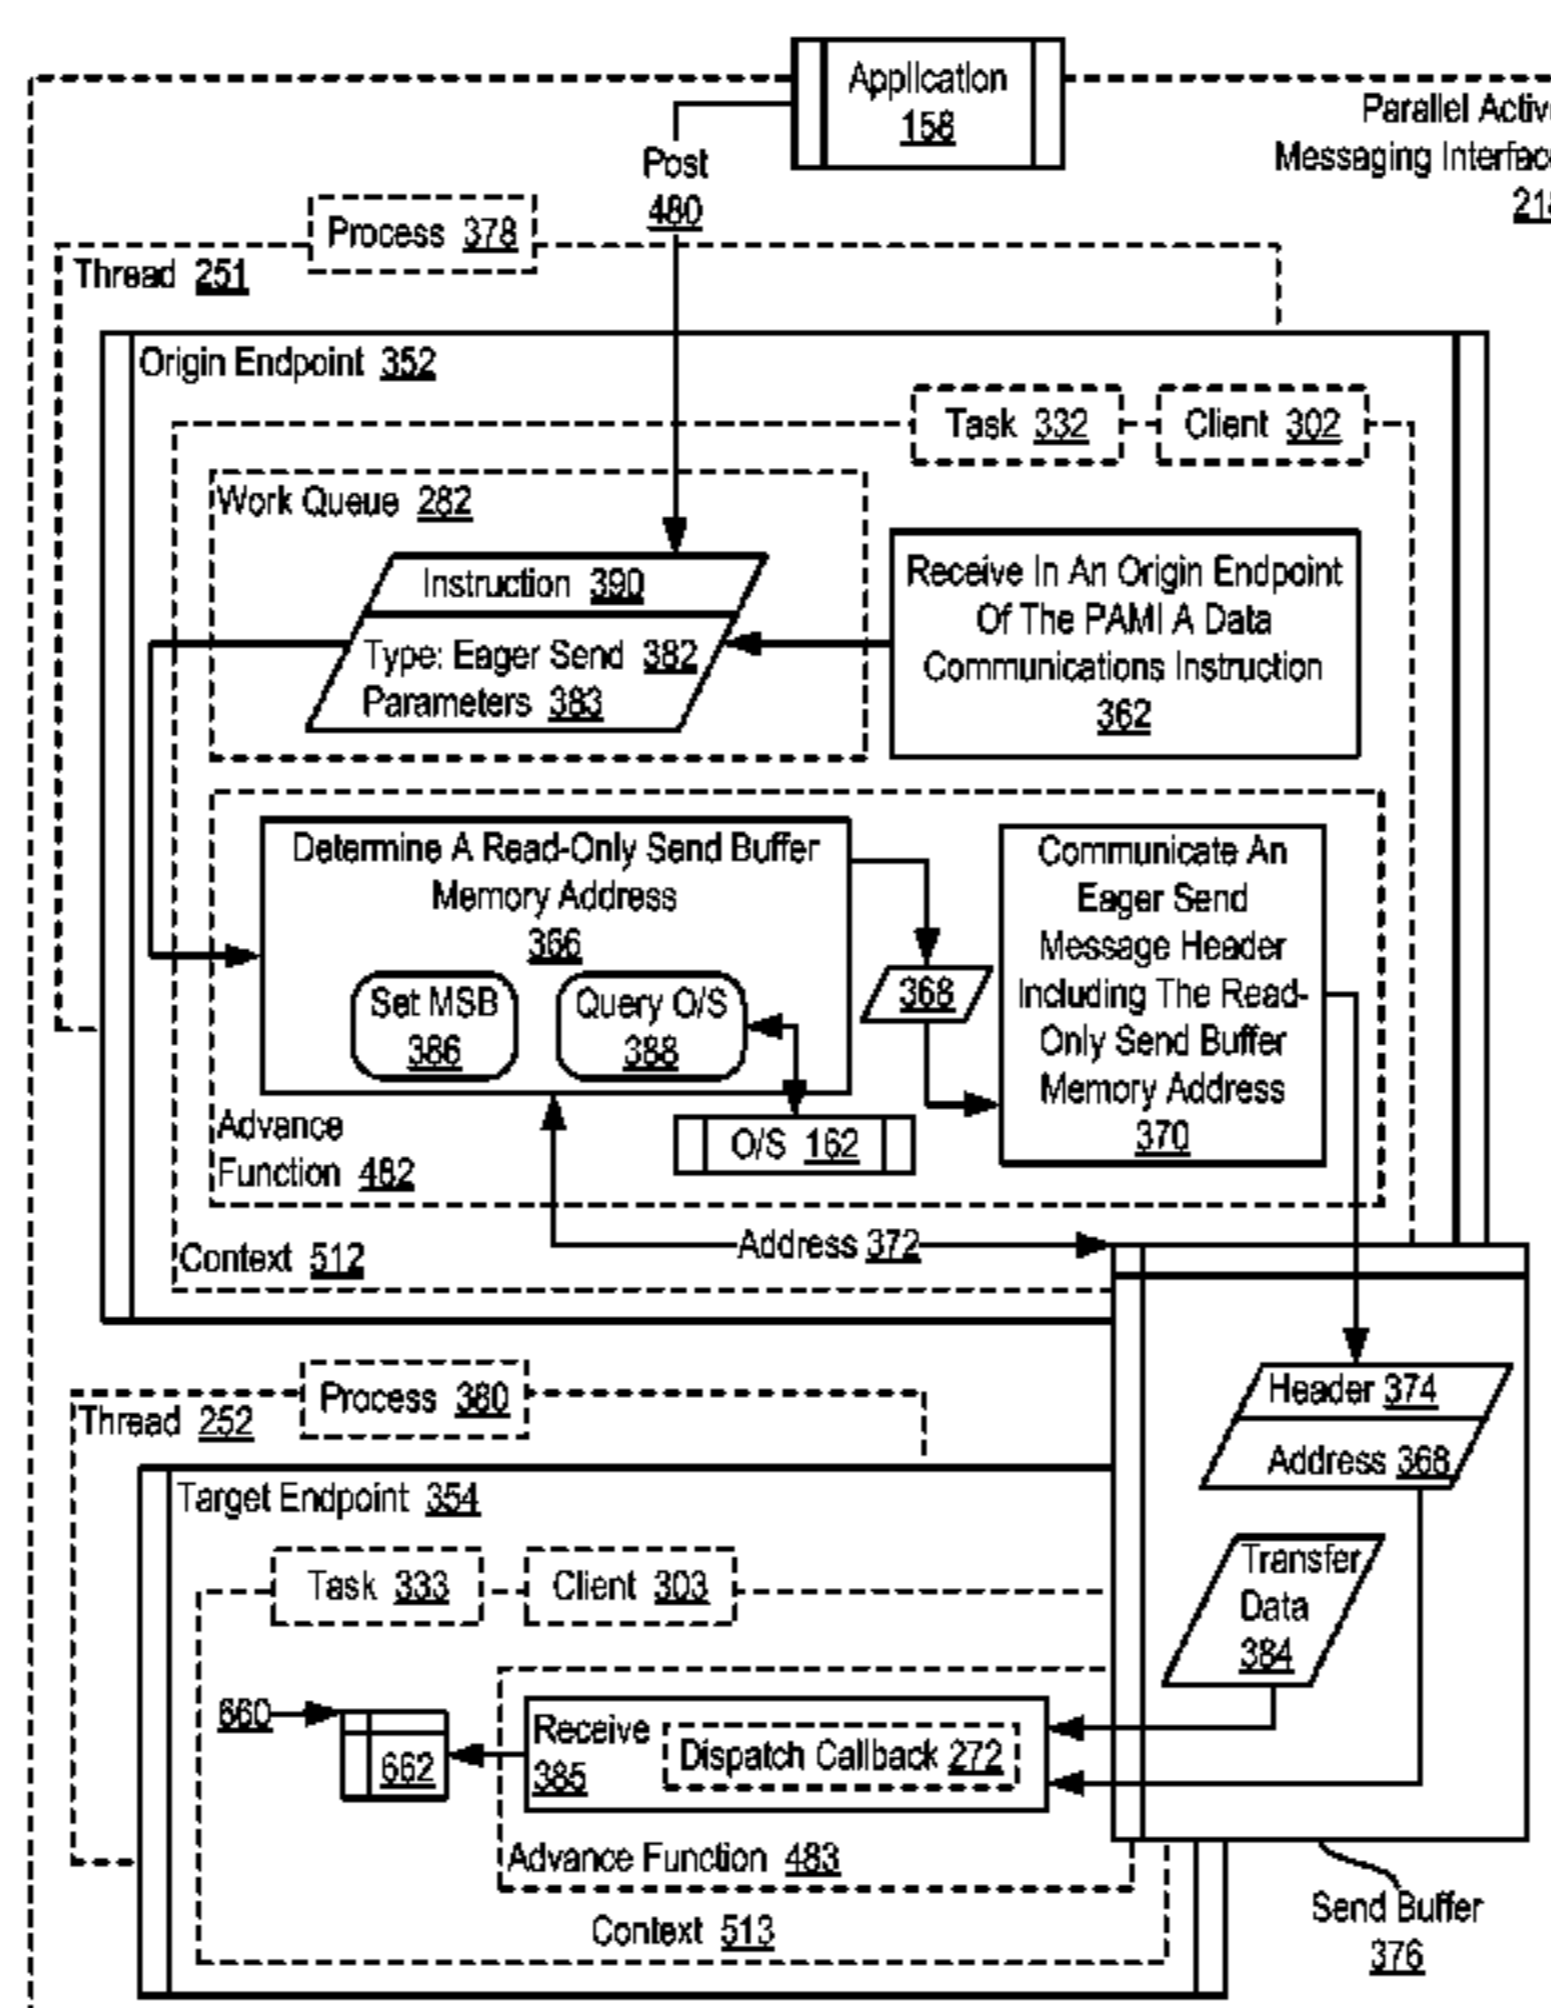 Application
158
Parallel Activ
Messaging Interfac
218
Post
480
Process 378
Thread 251
Origin Endpoint 352
Task 332
Client 302
Work Queue 282
Instruction 390
Type: Eager Send 382
Parameters 383
Receive In An Origin Endpoint
Of The PAMI A Data
Communications Instruction
362
Determine A Read-Only Send Buffer
Memory Address
366
Set MSB
386
Query O/S
388
368
Communicate An
Eager Send
Message Header
Including The Read-
Only Send Buffer
Memory Address
370
O/S 162
Advance
Function 482
Address 372
Context 512
Header 374
Address 368
Process 380
Thread 252
Target Endpoint 354
Task 333
Client 303
Transfer
Data
384
660
662
Receive
385
Dispatch Callback 272
Advance Function 483
Context 513
Send Buffer
376